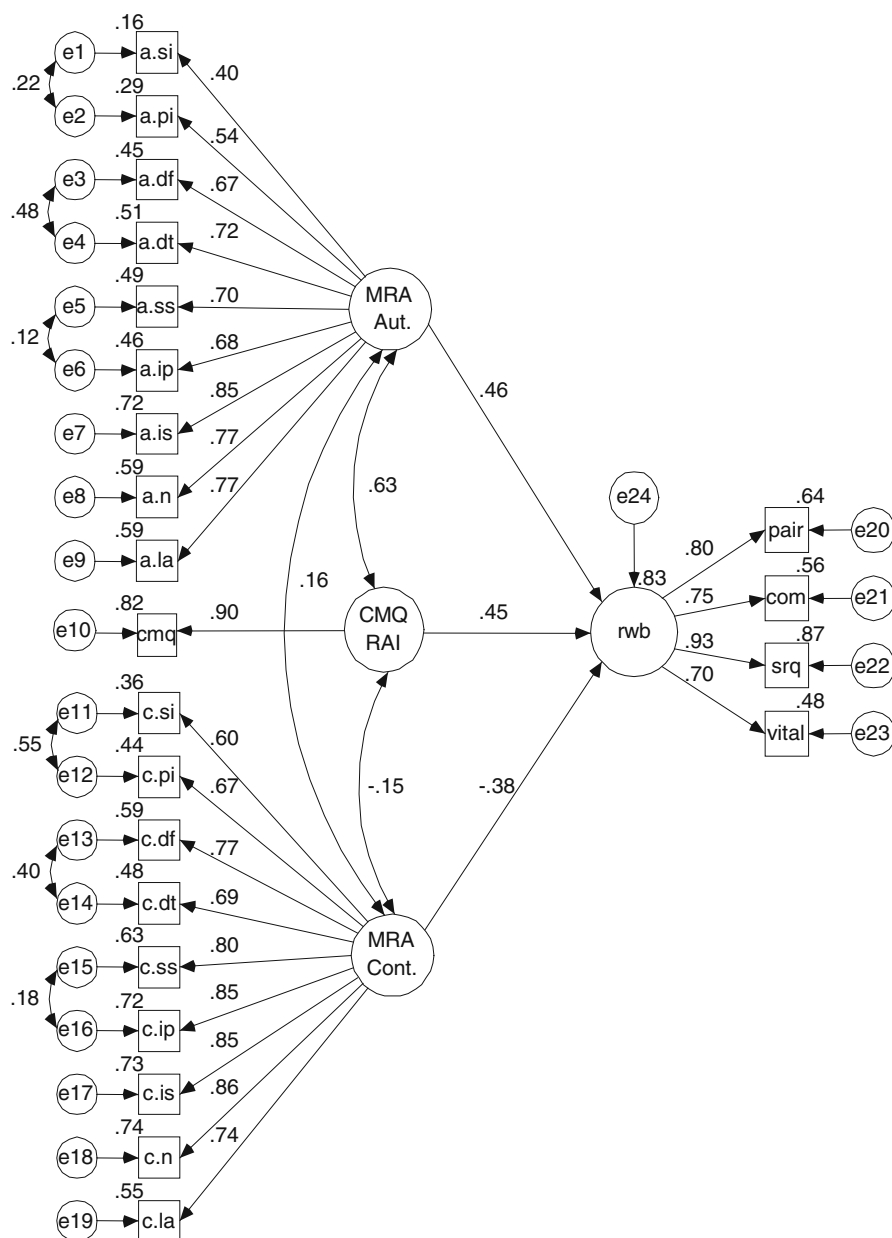 .16
e1
a.si
.40
.22
.29
e2
a.pi
.54
.45
e3
a.df
.67
.48
.51
e4
a.dt
.72
.49
e5
a.ss
.70
.12
.46
e6
a.ip
.68
.72
e7
a.is
.85
.59
e8
a.n
.77
.59
e9
a.la
.77
MRA
Aut.
.46
.63
.16
.82
e10
cmq
.90
CMQ
RAI
.45
e24
.83
rwb
.64
.80
pair
e20
.56
.75
com
e21
.87
.93
srq
e22
.48
.70
vital
e23
.36
e11
c.si
.60
.55
.44
e12
c.pi
.67
-.15
-.38
.59
e13
c.df
.77
.40
.48
e14
c.dt
.69
MRA
Cont.
.63
e15
c.ss
.80
.18
.72
e16
c.ip
.85
.73
e17
c.is
.85
.74
e18
c.n
.86
.55
e19
c.la
.74